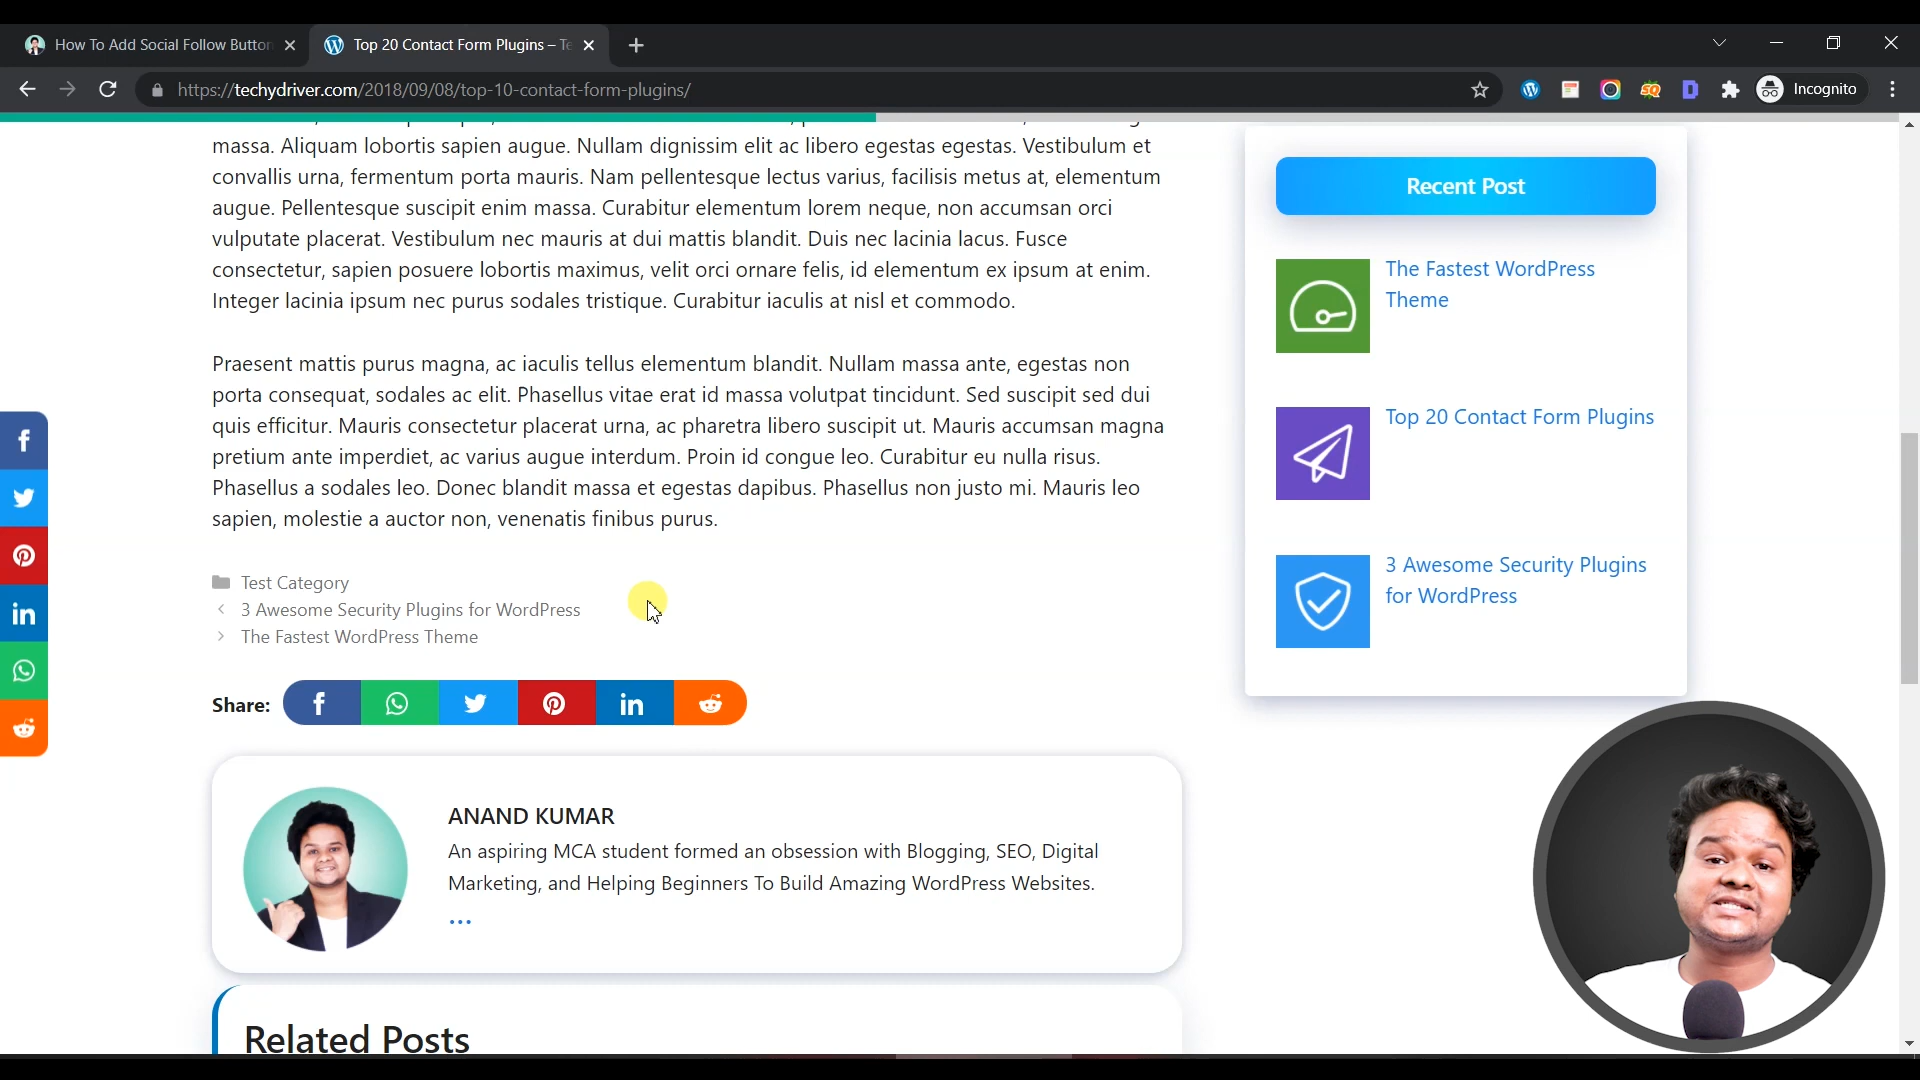 How To Add Social Follow Button
Top 20 Contact Form Plugins – Te
https://techydriver.com/2018/09/08/top-10-contact-form-plugins/
Incognito
massa. Aliquam lobortis sapien augue. Nullam dignissim elit ac libero egestas egestas. Vestibulum et
convallis urna, fermentum porta mauris. Nam pellentesque lectus varius, facilisis metus at, elementum
augue. Pellentesque suscipit enim massa. Curabitur elementum lorem neque, non accumsan orci
vulputate placerat. Vestibulum nec mauris at dui mattis blandit. Duis nec lacinia lacus. Fusce
consectetur, sapien posuere lobortis maximus, velit orci ornare felis, id elementum ex ipsum at enim.
Integer lacinia ipsum nec purus sodales tristique. Curabitur iaculis at nisl et commodo.
Praesent mattis purus magna, ac iaculis tellus elementum blandit. Nullam massa ante, egestas non
porta consequat, sodales ac elit. Phasellus vitae erat id massa volutpat tincidunt. Sed suscipit sed dui
quis efficitur. Mauris consectetur placerat urna, ac pharetra libero suscipit ut. Mauris accumsan magna
pretium ante imperdiet, ac varius augue interdum. Proin id congue leo. Curabitur eu nulla risus.
Phasellus a sodales leo. Donec blandit massa et egestas dapibus. Phasellus non justo mi. Mauris leo
sapien, molestie a auctor non, venenatis finibus purus.
Test Category
3 Awesome Security Plugins for WordPress
The Fastest WordPress Theme
Share:
ANAND KUMAR
An aspiring MCA student formed an obsession with Blogging, SEO, Digital
Marketing, and Helping Beginners To Build Amazing WordPress Websites.
...
Related Posts
Recent Post
The Fastest WordPress
Theme
Top 20 Contact Form Plugins
3 Awesome Security Plugins
for WordPress